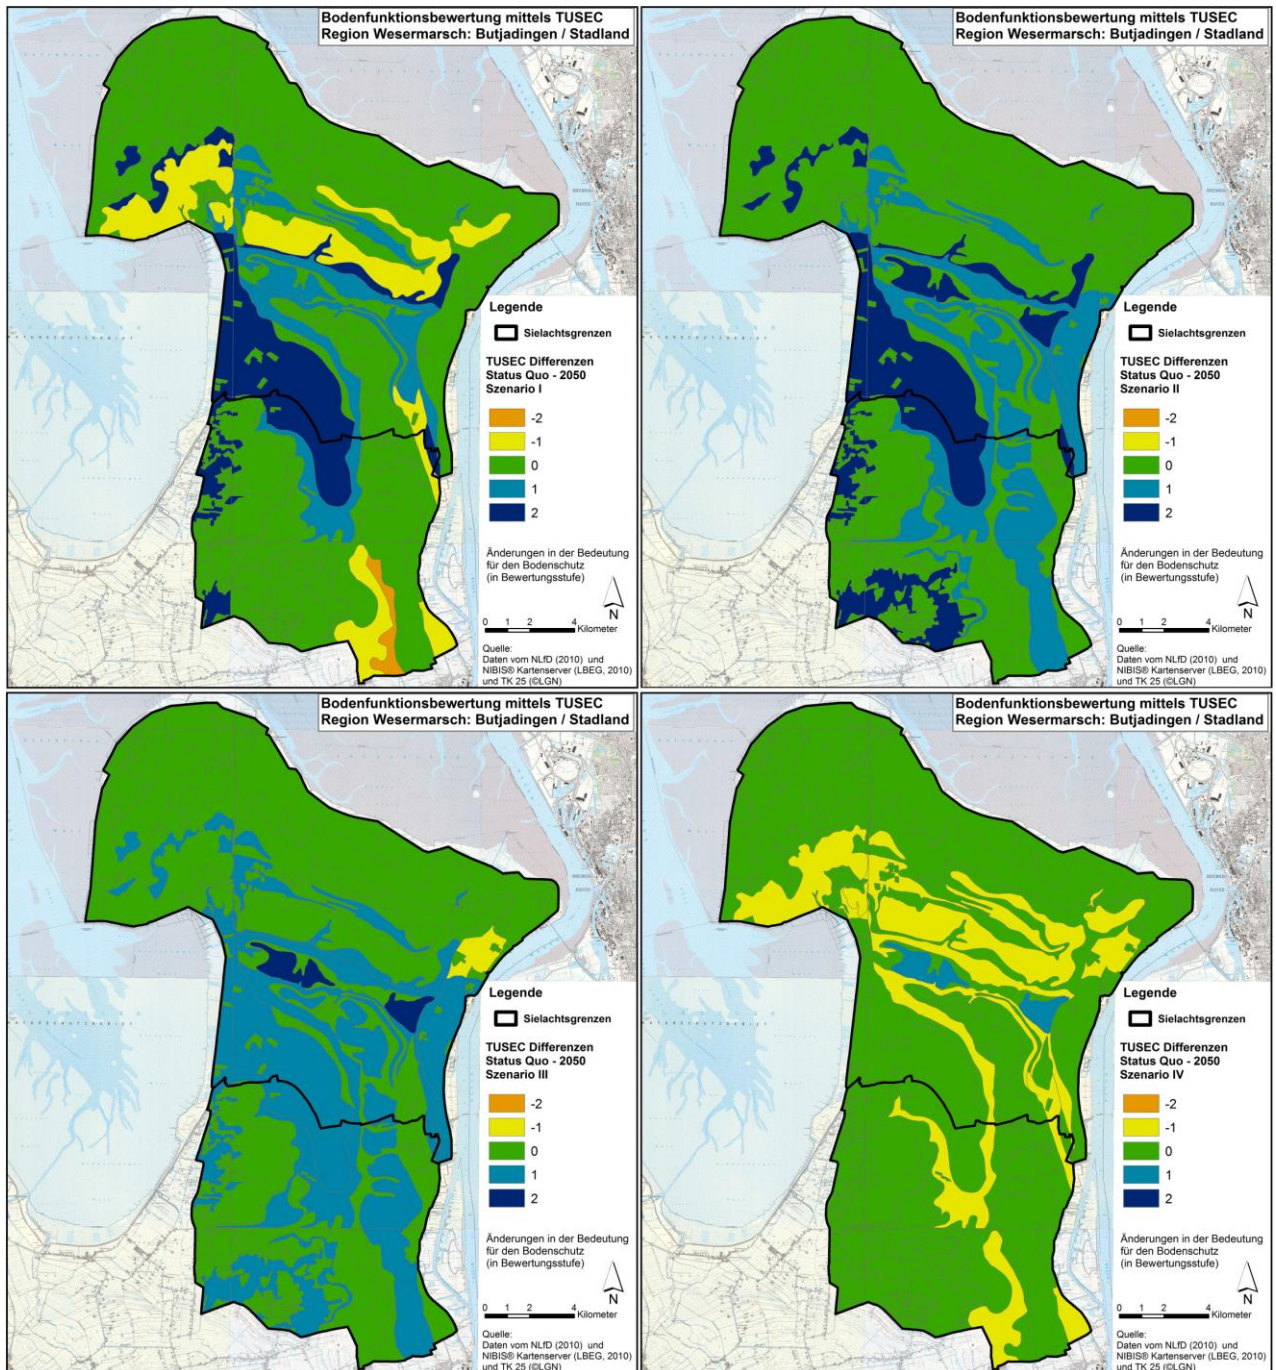 Bodenfunktionsbewertung mittels TUSEC
Region Wesermarsch: Butjadingen / Stadland
Legende
Sielachtsgrenzen
TUSEC Differenzen
Status Quo - 2050
Szenario I
-2
-1
0
1
2
Änderungen in der Bedeutung
für den Bodenschutz
(in Bewertungsstufe)
N
0 1 2 4
Kilometer
Quelle:
Daten vom NLfD (2010) und
NIBIS® Kartenserver (LBEG, 2010)
und TK 25 (©LGN)
Bodenfunktionsbewertung mittels TUSEC
Region Wesermarsch: Butjadingen / Stadland
Legende
Sielachtsgrenzen
TUSEC Differenzen
Status Quo - 2050
Szenario II
-2
-1
0
1
2
Änderungen in der Bedeutung
für den Bodenschutz
(in Bewertungsstufe)
N
0 1 2 4
Kilometer
Quelle:
Daten vom NLfD (2010) und
NIBIS® Kartenserver (LBEG, 2010)
und TK 25 (©LGN)
Bodenfunktionsbewertung mittels TUSEC
Region Wesermarsch: Butjadingen / Stadland
Legende
Sielachtsgrenzen
TUSEC Differenzen
Status Quo - 2050
Szenario III
-2
-1
0
1
2
Änderungen in der Bedeutung
für den Bodenschutz
(in Bewertungsstufe)
N
0 1 2 4
Kilometer
Quelle:
Daten vom NLfD (2010) und
NIBIS® Kartenserver (LBEG, 2010)
und TK 25 (©LGN)
Bodenfunktionsbewertung mittels TUSEC
Region Wesermarsch: Butjadingen / Stadland
Legende
Sielachtsgrenzen
TUSEC Differenzen
Status Quo - 2050
Szenario IV
-2
-1
0
1
2
Änderungen in der Bedeutung
für den Bodenschutz
(in Bewertungsstufe)
N
0 1 2 4
Kilometer
Quelle:
Daten vom NLfD (2010) und
NIBIS® Kartenserver (LBEG, 2010)
und TK 25 (©LGN)